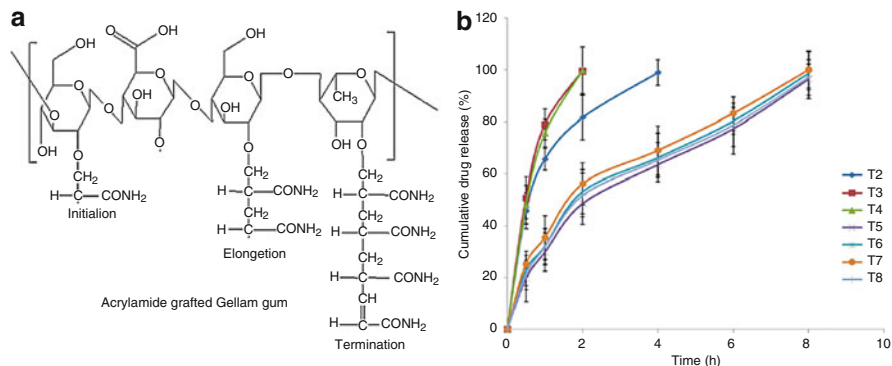 a
OH
OH
O
OH
O
O
O
O
O
O
O
OH
OH
OH
CH3
O
O
OH
O
O
OH
O
CH2
O
O
H C CONH2
CH2
CH2
Initialion
H C CONH2
H C CONH2
CH2
CH2
H C CONH2
H C CONH2
Elongetion
CH2
H C CONH2
CH
H C CONH2
Acrylamide grafted Gellam gum
Termination
b
Cumulative drug release (%)
120
100
80
60
40
20
0
0 2 4 6 8 10
Time (h)
T2
T3
T4
T5
T6
T7
T8